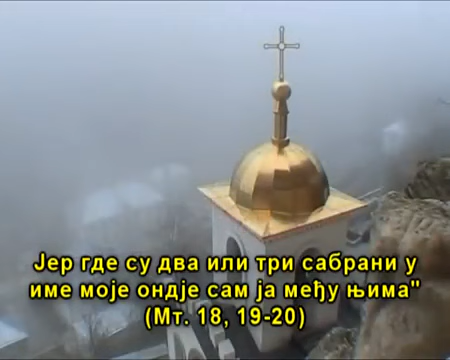 Јер где су два или три сабрани у
име моје ондје сам ја међу њима"
(Мт. 18, 19-20)